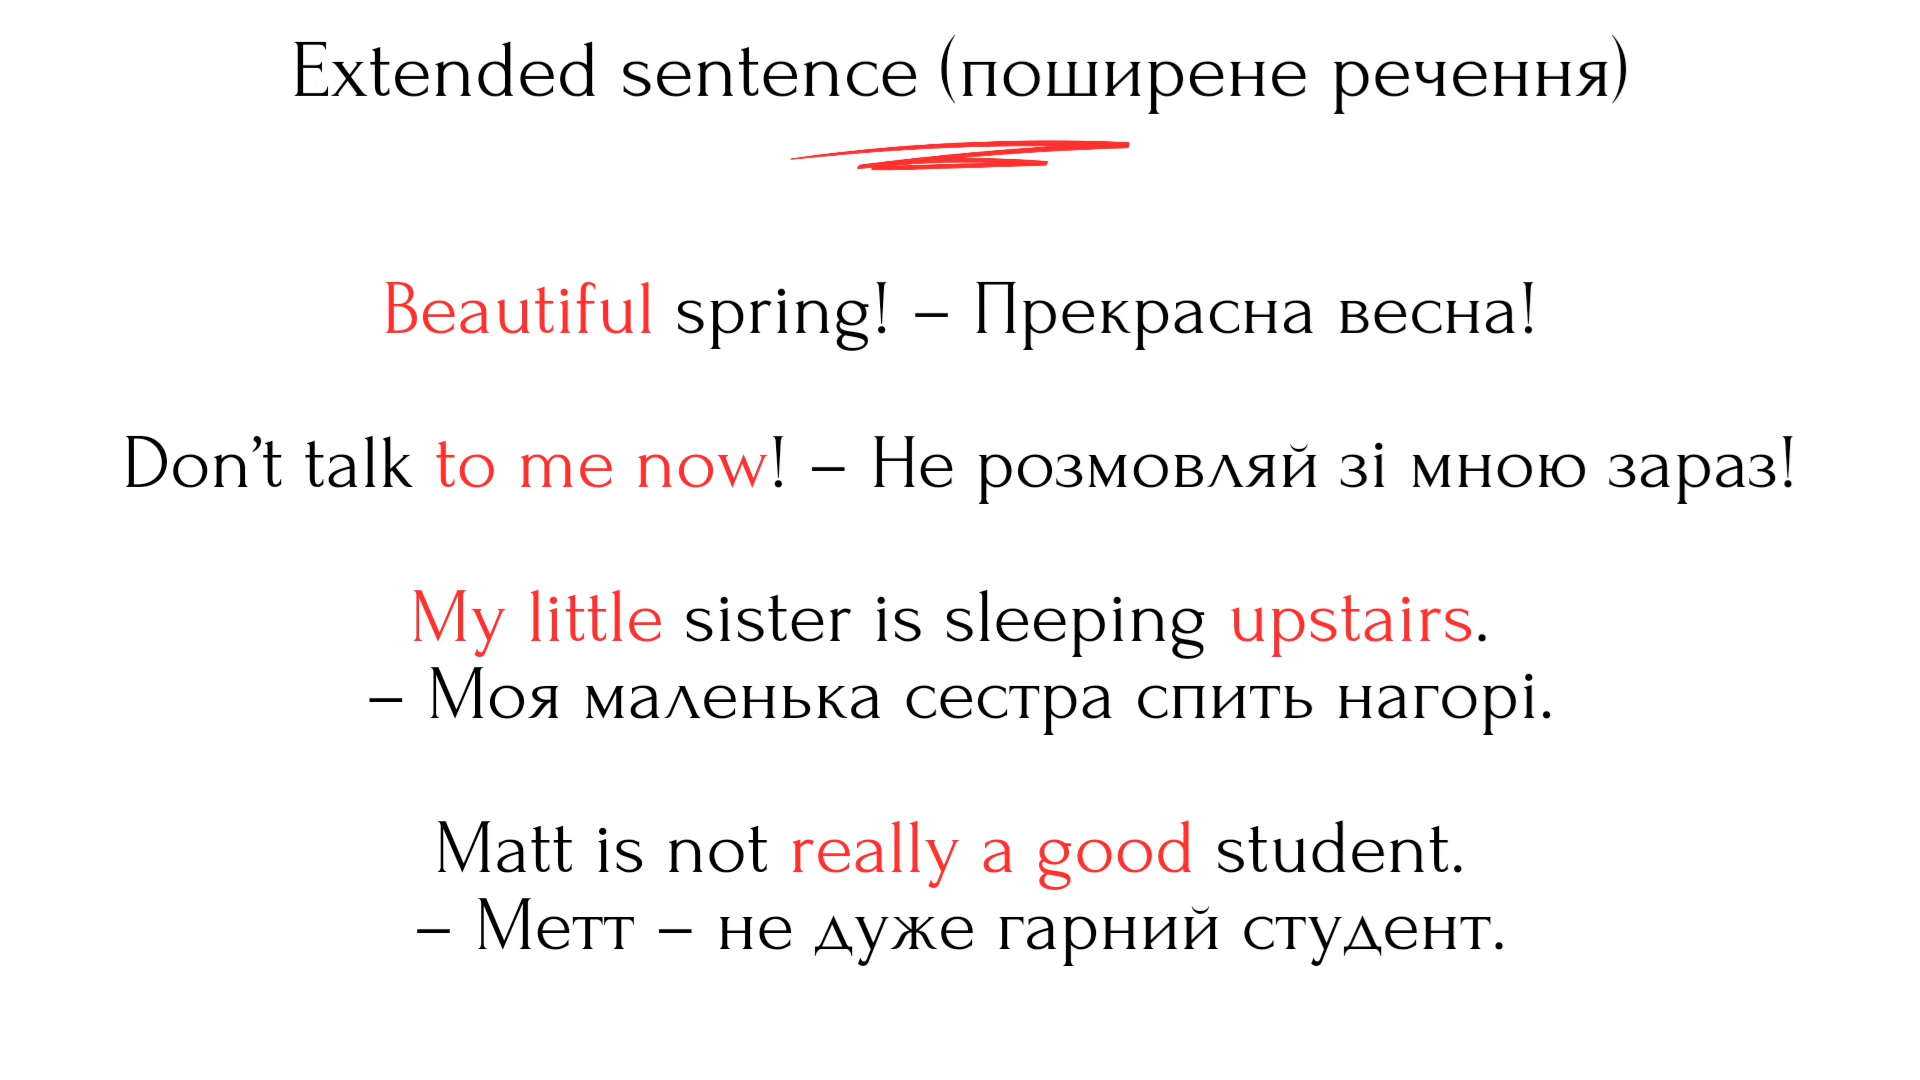 Extended sentence (поширене речення)
Beautiful spring! – Прекрасна весна!
Don’t talk to me now! – Не розмовляй зі мною зараз!
My little sister is sleeping upstairs.
– Моя маленька сестра спить нагорі.
Matt is not really a good student.
– Метт – не дуже гарний студент.